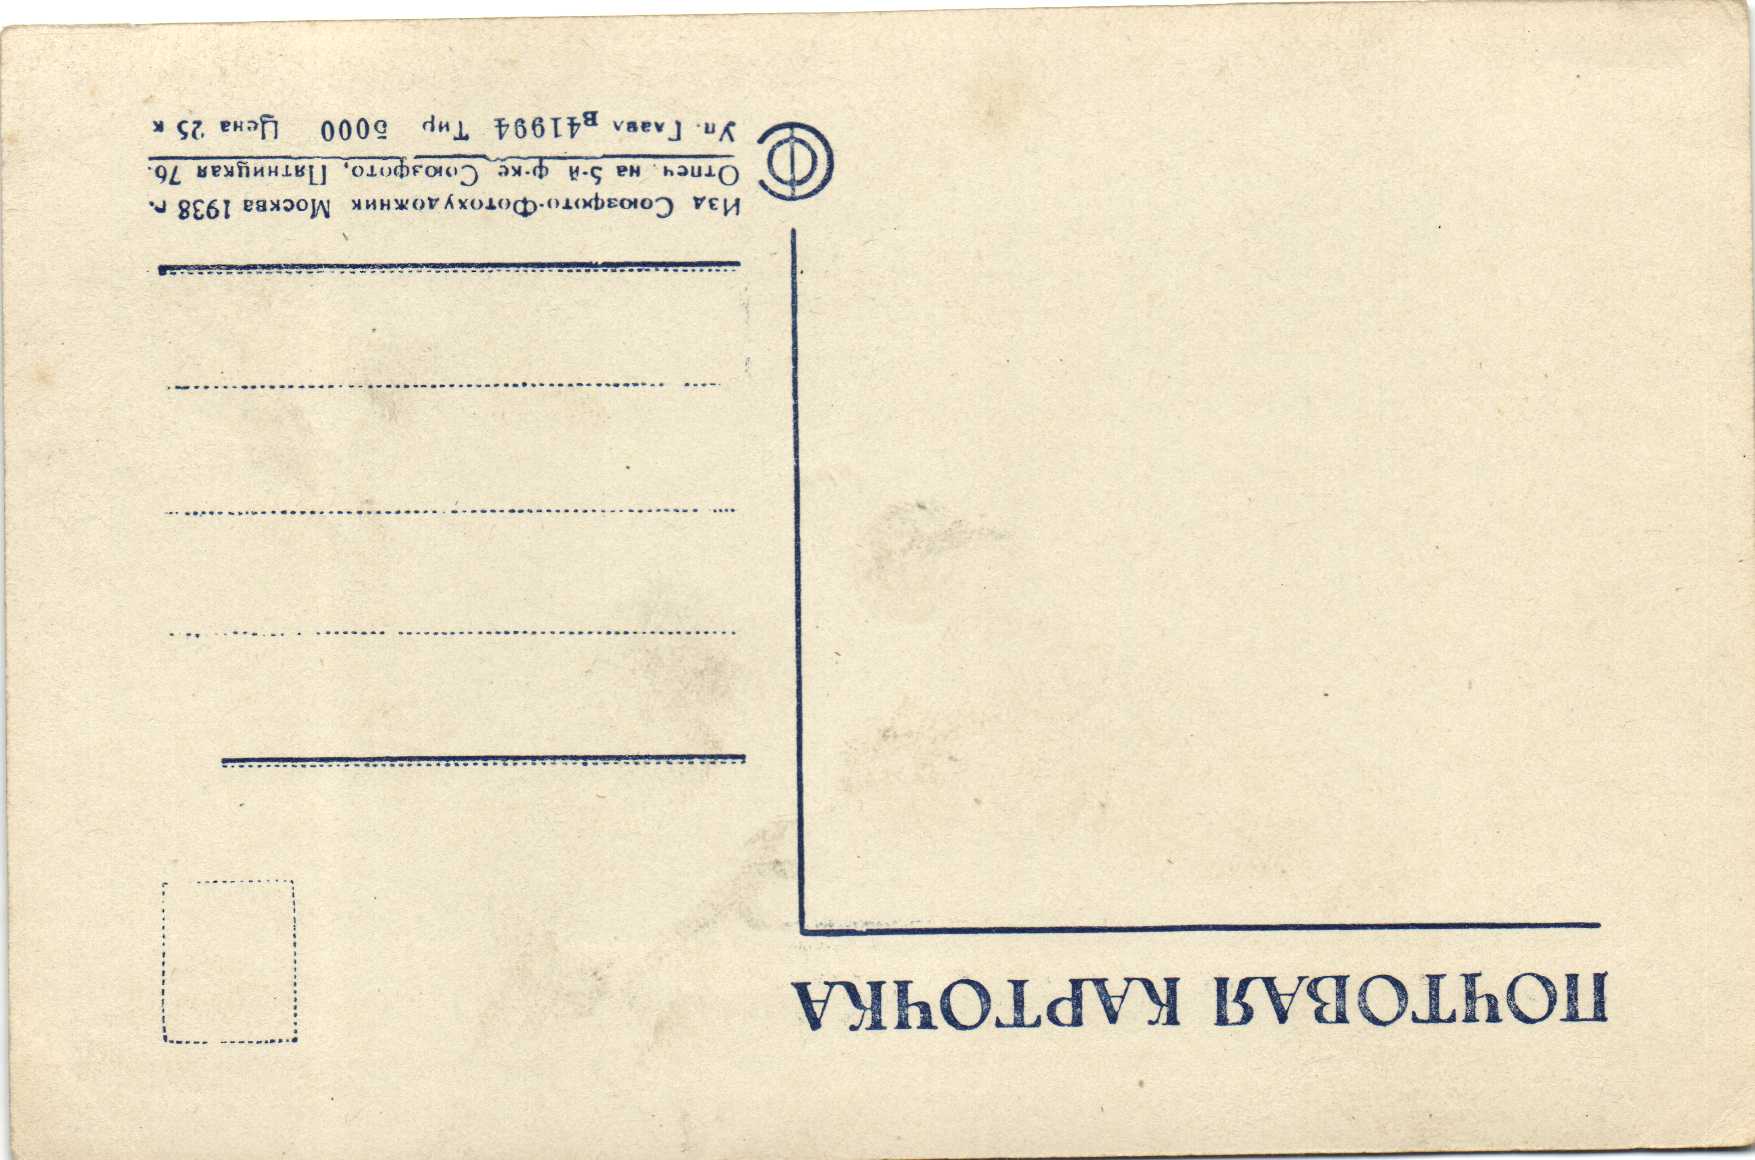 ПОЧТОВАЯ КАРТОЧКА
Изд Союзфото-Фотохудожник Москва 1938 г.
Отпеч. на 5-й ф-ке Союзфото, Пятницкая 76.
Уп. Главл В41994 Тир 5000 Цена 25 к